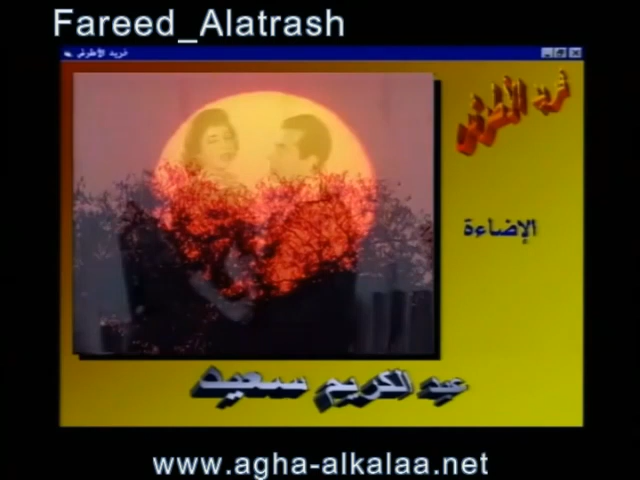 Fareed_Alatrash
فريد الأطرش
فريد الأطرش
الإضاءة
عبد الكريم سعيد
www.agha-alkalaa.net